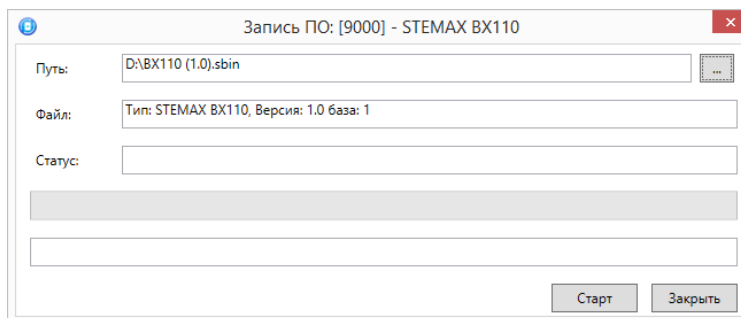 Запись ПО: [9000] - STEMAX BX110
Путь: D:\BX110 (1.0).sbin ...
Файл: Тип: STEMAX BX110, Версия: 1.0 база: 1
Статус:
Старт Закрыть